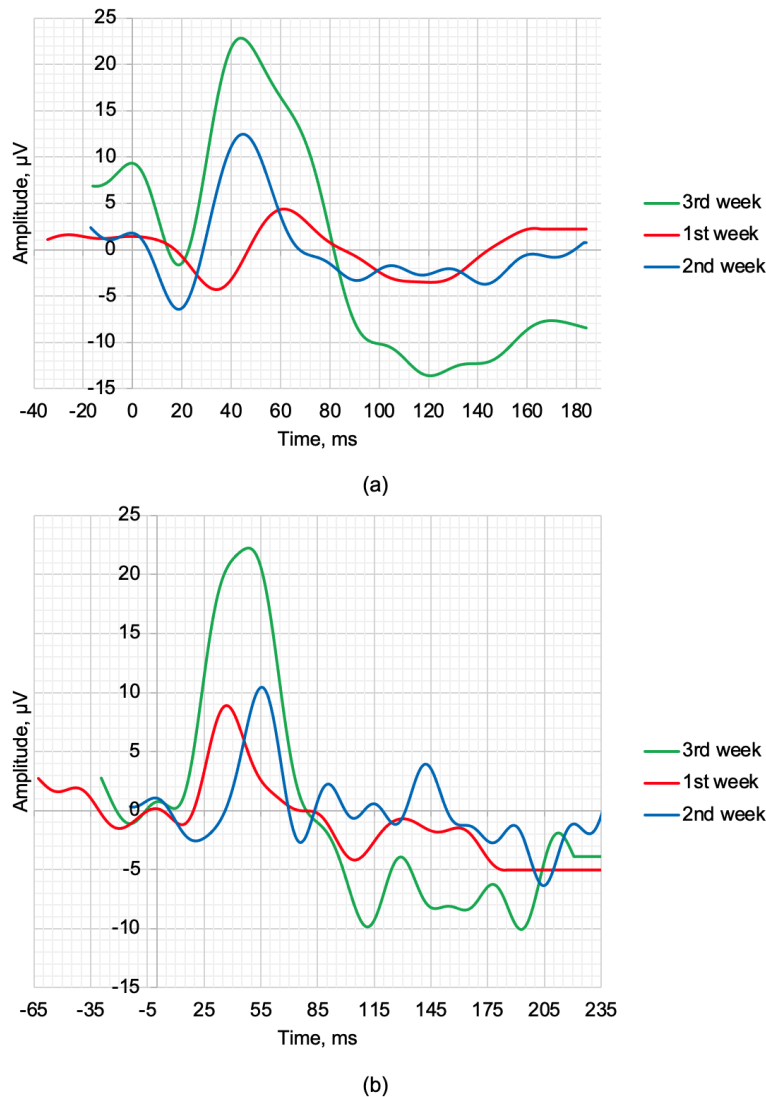 25
20
15
10
5
0
-5
-10
-15
Amplitude, µV
-40 -20 0 20 40 60 80 100 120 140 160 180
Time, ms
3rd week
1st week
2nd week
(a)
25
20
15
10
5
0
-5
-10
-15
Amplitude, µV
-65 -35 -5 25 55 85 115 145 175 205 235
Time, ms
3rd week
1st week
2nd week
(b)